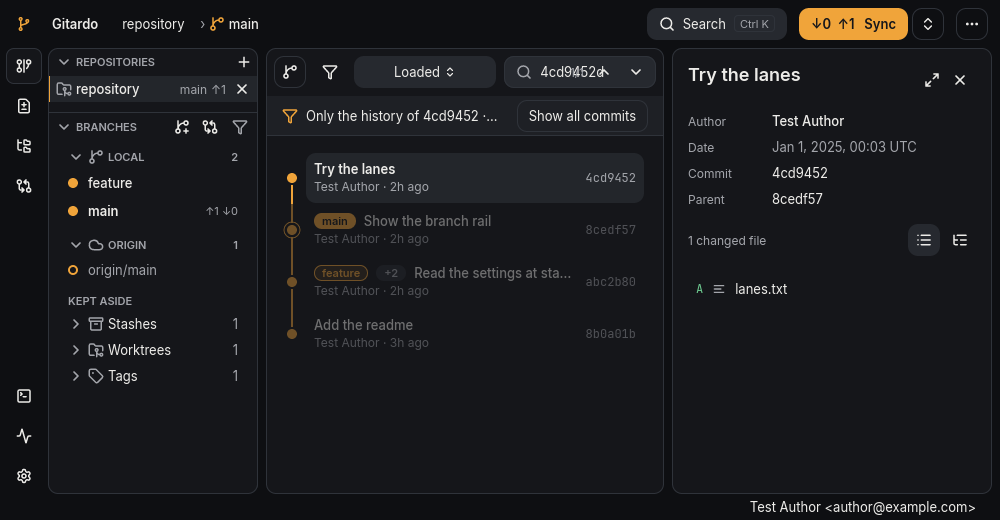 Gitardo repository › main Search Ctrl K ↓0 ↑1 Sync
REPOSITORIES
repository main ↑1
BRANCHES
LOCAL 2
feature
main ↑1 ↓0
ORIGIN 1
origin/main
KEPT ASIDE
Stashes 1
Worktrees 1
Tags 1
Loaded
Only the history of 4cd9452 ·... Show all commits
Try the lanes
Test Author · 2h ago 4cd9452
main Show the branch rail
Test Author · 2h ago 8cedf57
feature +2 Read the settings at sta...
Test Author · 2h ago abc2b80
Add the readme
Test Author · 3h ago 8b0a01b
Try the lanes
Author Test Author
Date Jan 1, 2025, 00:03 UTC
Commit 4cd9452
Parent 8cedf57
1 changed file
A lanes.txt
Test Author <author@example.com>